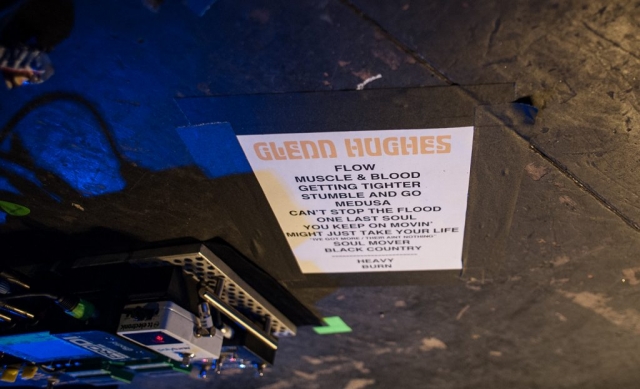 GLENN HUGHES
FLOW
MUSCLE & BLOOD
GETTING TIGHTER
STUMBLE AND GO
MEDUSA
CAN'T STOP THE FLOOD
ONE LAST SOUL
YOU KEEP ON MOVIN'
MIGHT JUST TAKE YOUR LIFE
SOUL MOVER
BLACK COUNTRY
HEAVY
BURN
BOSS